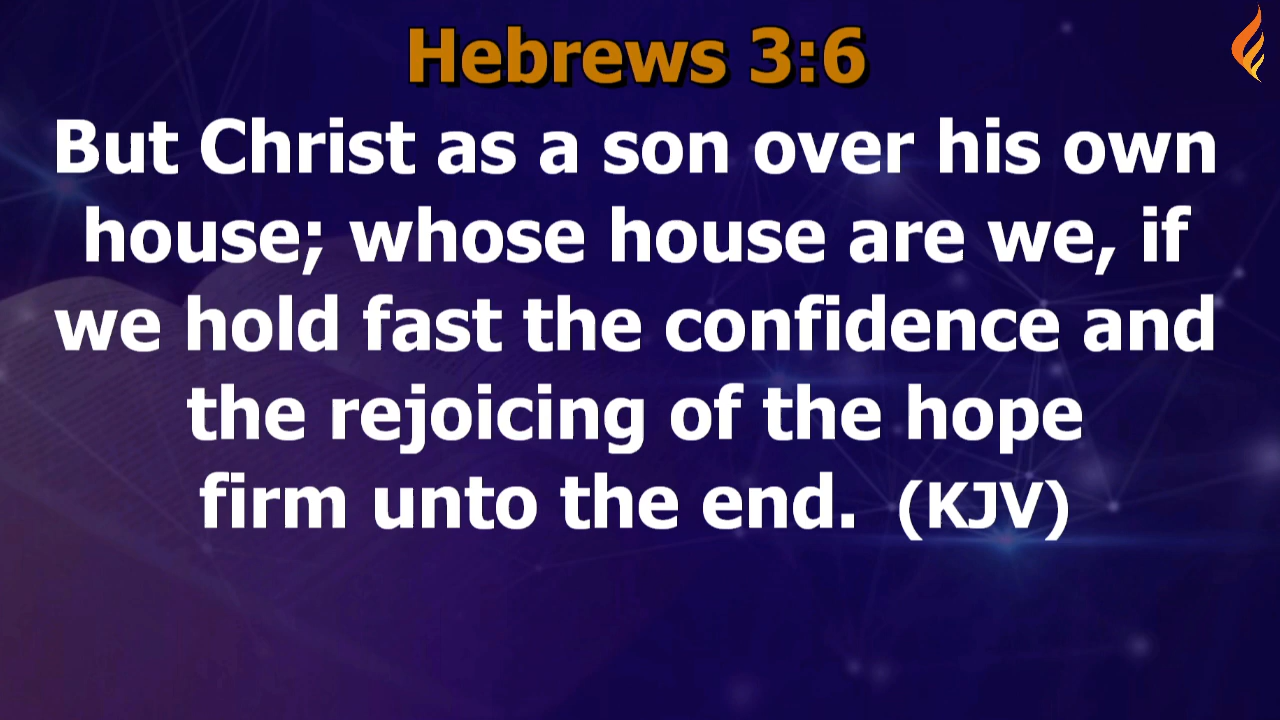 Hebrews 3:6
But Christ as a son over his own
house; whose house are we, if
we hold fast the confidence and
the rejoicing of the hope
firm unto the end. (KJV)